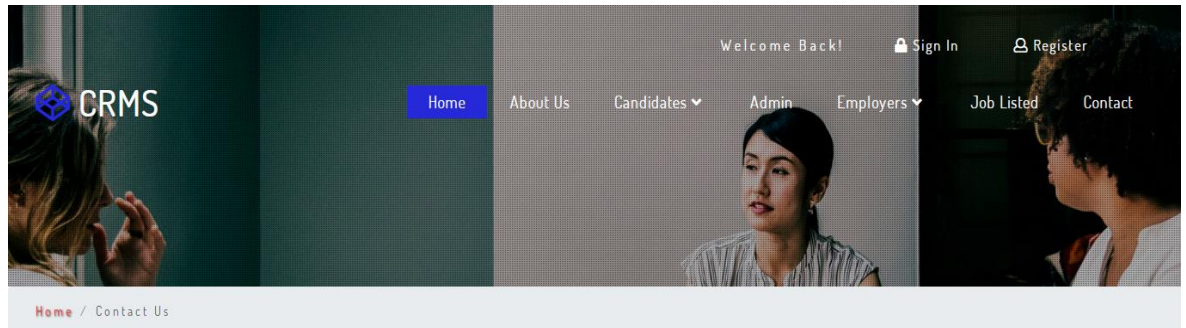 Welcome Back! Sign In Register
CRMS Home About Us Candidates Admin Employers Job Listed Contact
Home / Contact Us